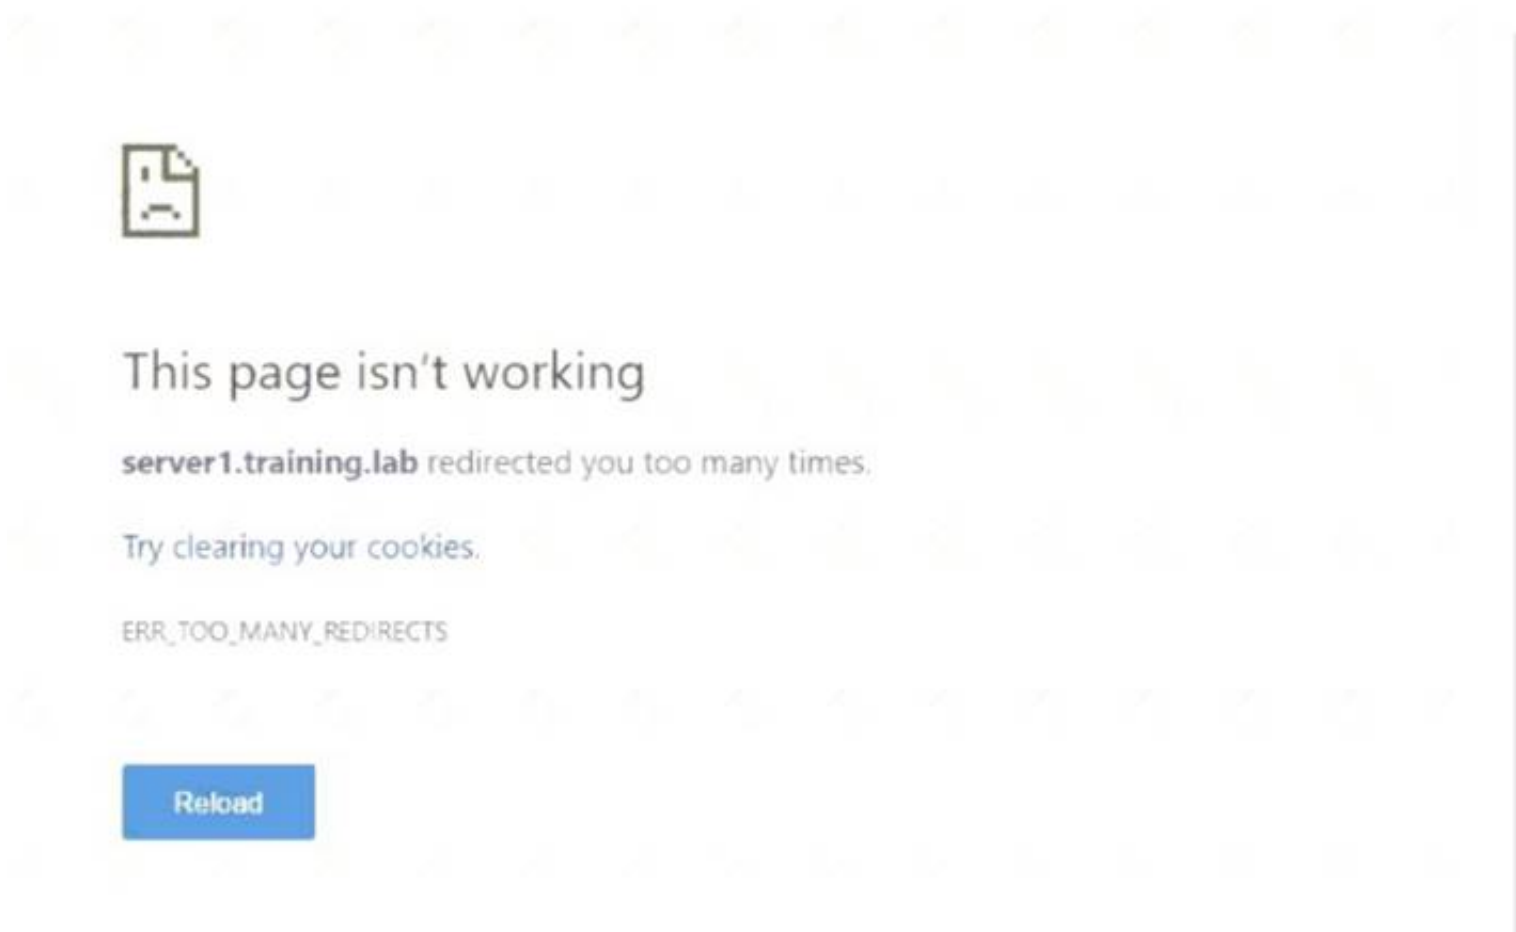 This page isn't working
server1.training.lab redirected you too many times.
Try clearing your cookies.
ERR_TOO_MANY_REDIRECTS
Reload